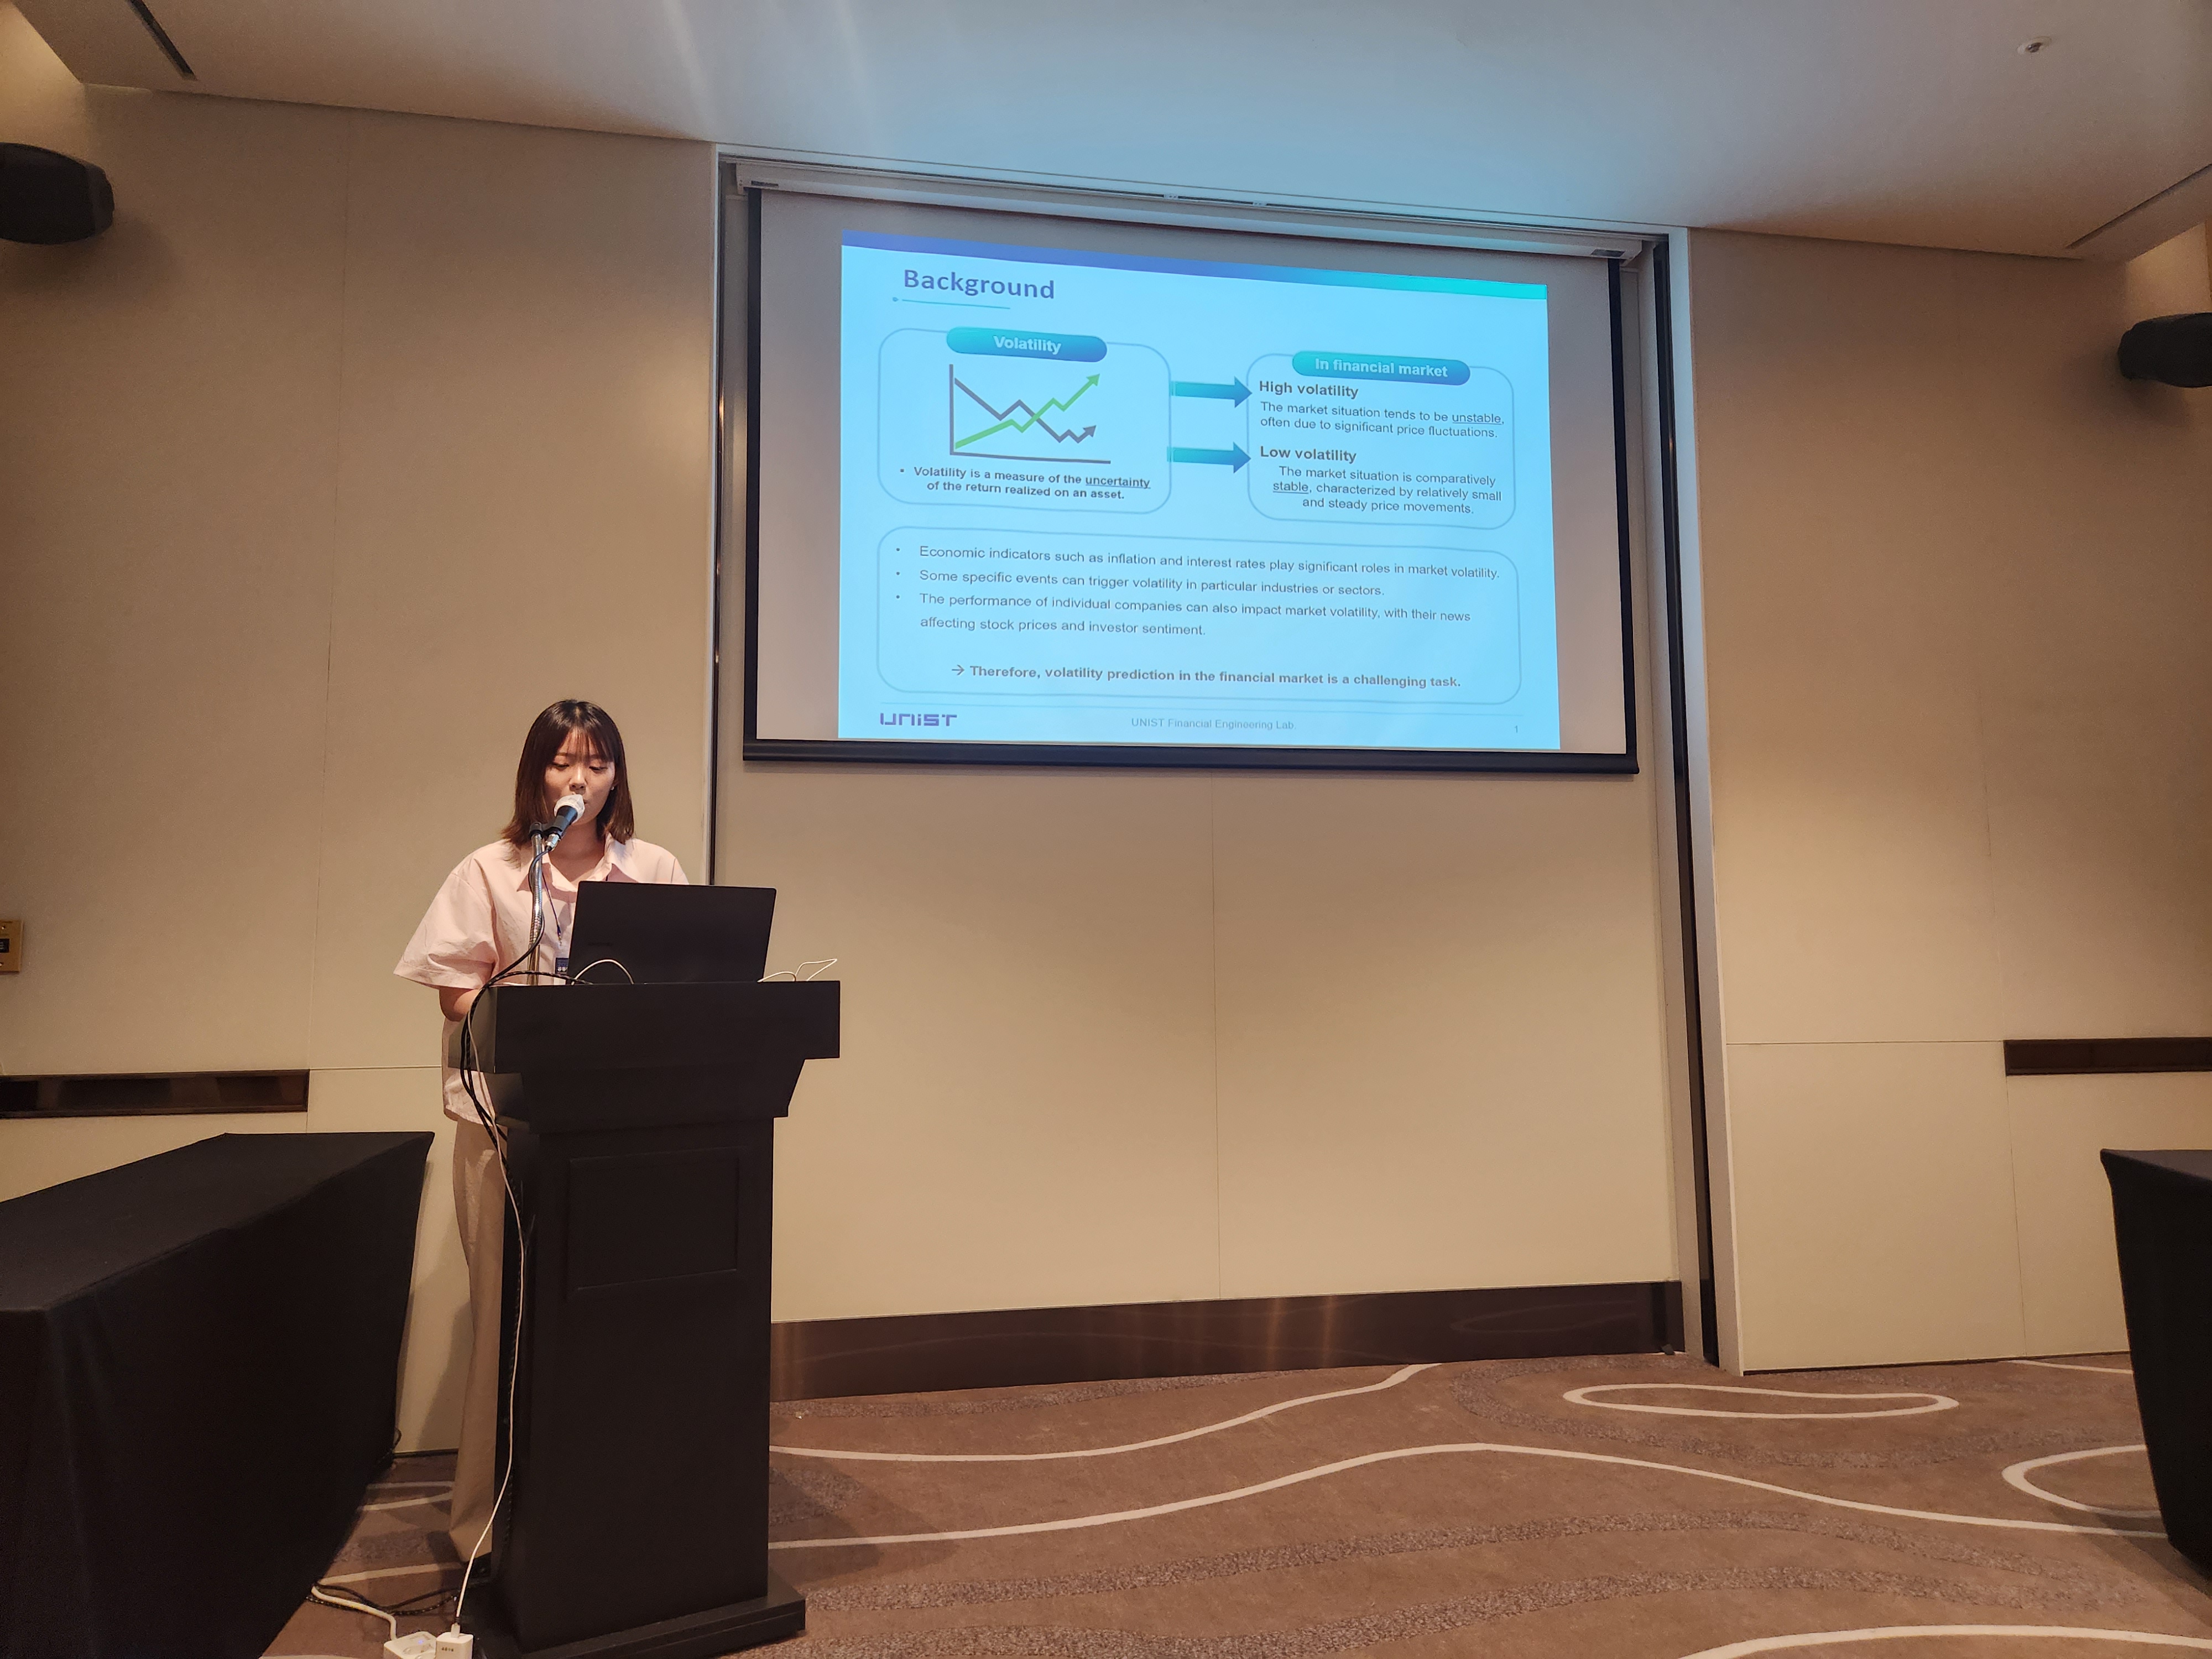 Background
Volatility
• Volatility is a measure of the uncertainty
of the return realized on an asset.
In financial market
High volatility
The market situation tends to be unstable,
often due to significant price fluctuations.
Low volatility
The market situation is comparatively
stable, characterized by relatively small
and steady price movements.
• Economic indicators such as inflation and interest rates play significant roles in market volatility.
• Some specific events can trigger volatility in particular industries or sectors.
• The performance of individual companies can also impact market volatility, with their news
affecting stock prices and investor sentiment.
→ Therefore, volatility prediction in the financial market is a challenging task.
UNIST
UNIST Financial Engineering Lab.
1